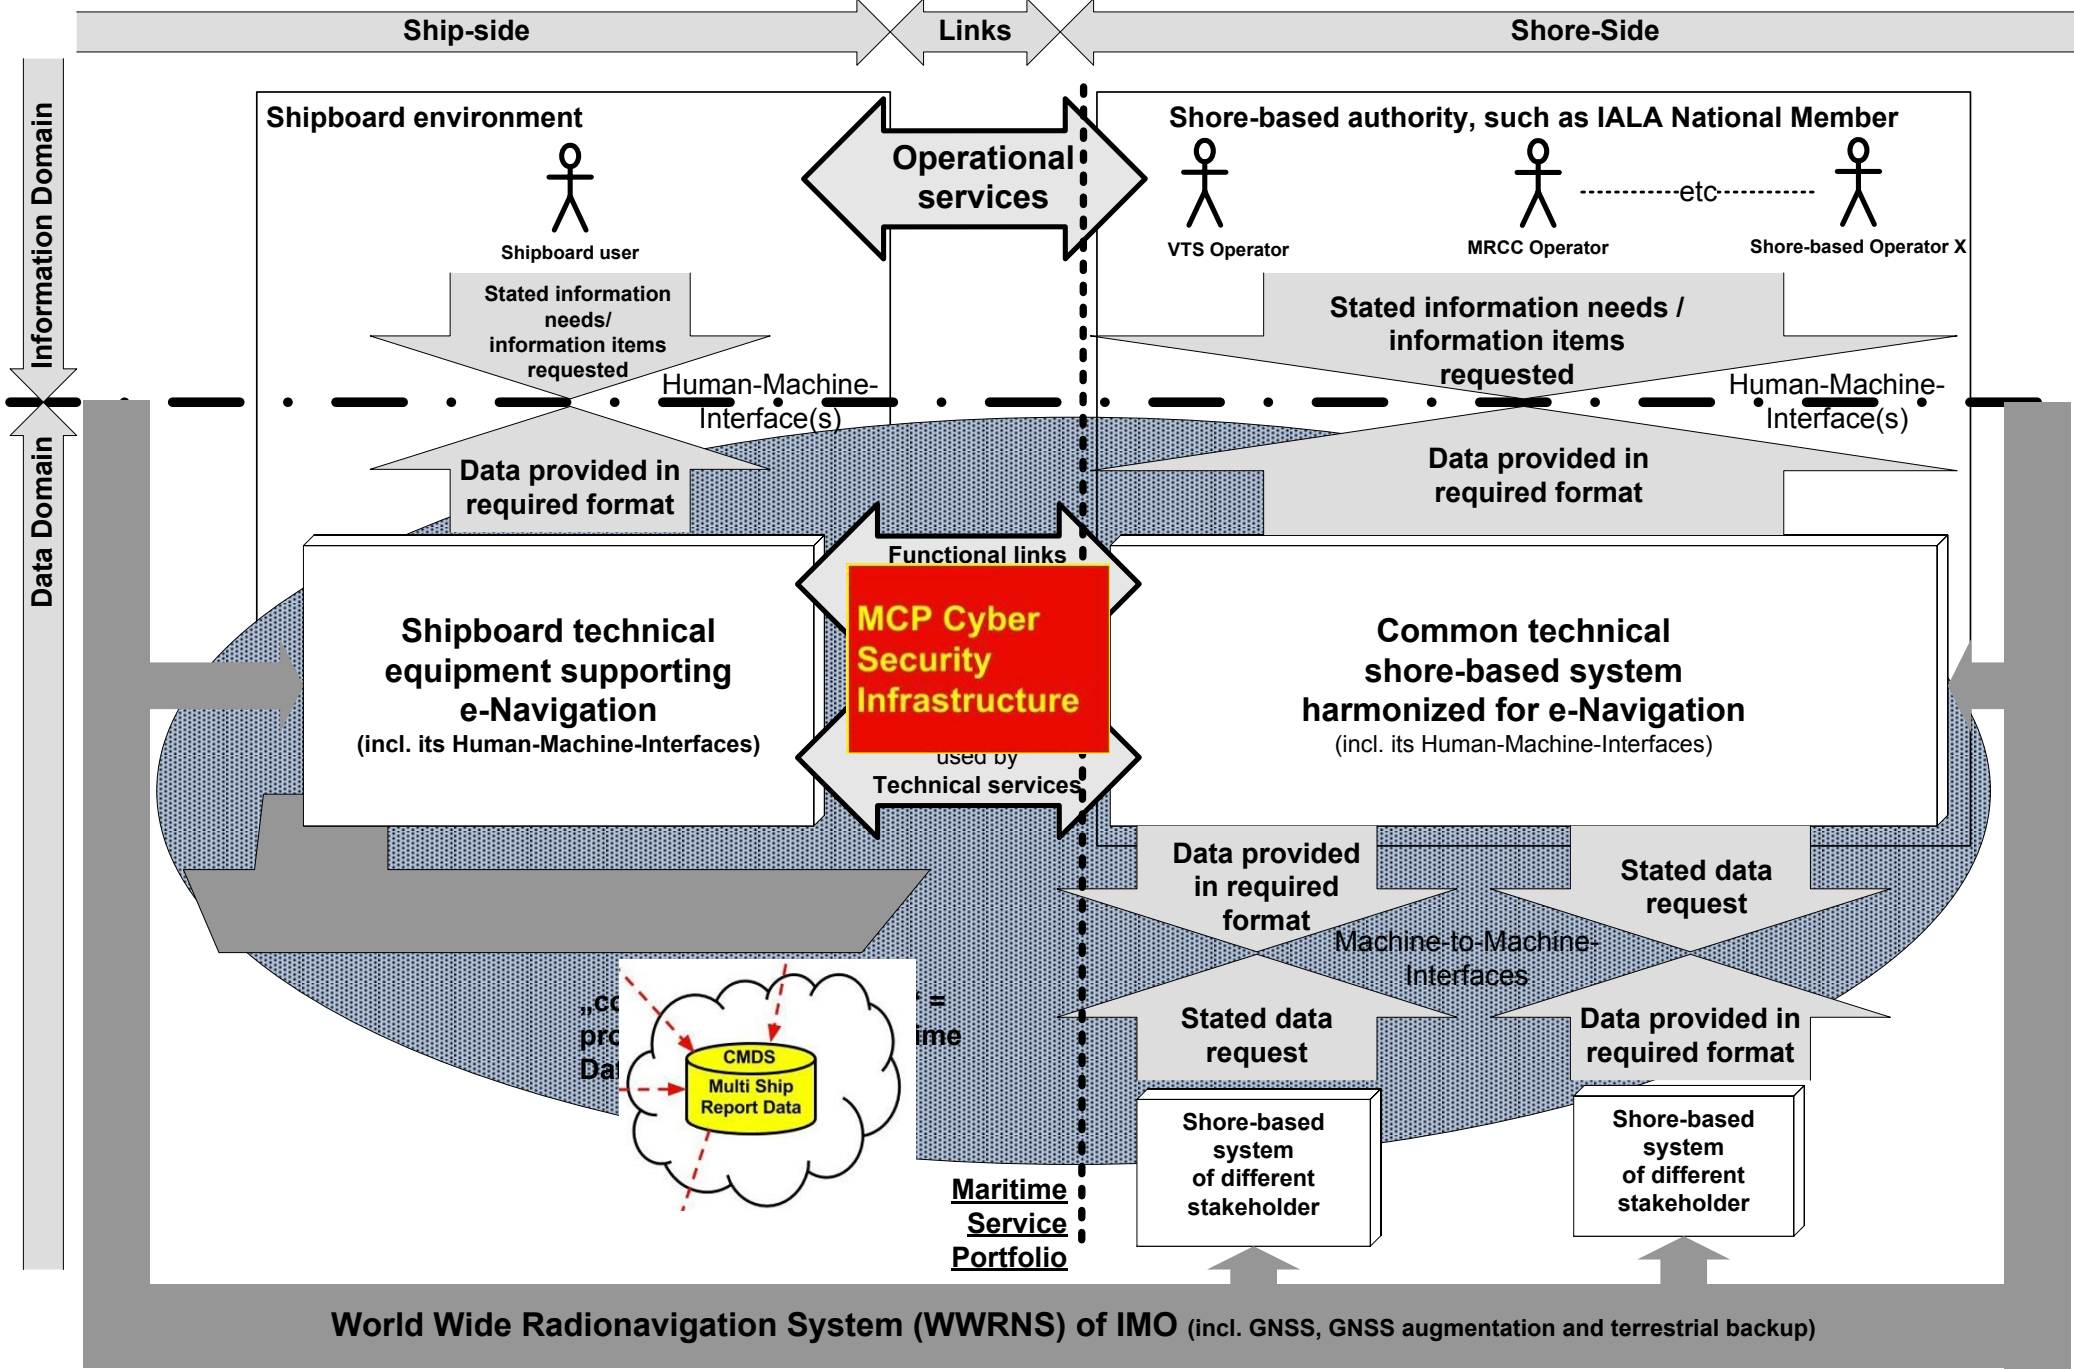 Ship-side
Links
Shore-Side
Information Domain
Data Domain
Shipboard environment
Shipboard user
Operational
services
Shore-based authority, such as IALA National Member
VTS Operator
MRCC Operator
etc
Shore-based Operator X
Stated information
needs/
information items
requested
Human-Machine-
Interface(s)
Stated information needs /
information items
requested
Human-Machine-
Interface(s)
Data provided in
required format
Data provided in
required format
Functional links
MCP Cyber
Security
Infrastructure
used by
Technical services
Shipboard technical
equipment supporting
e-Navigation
(incl. its Human-Machine-Interfaces)
Common technical
shore-based system
harmonized for e-Navigation
(incl. its Human-Machine-Interfaces)
Data provided
in required
format
Stated data
request
Machine-to-Machine-
Interfaces
Stated data
request
Data provided in
required format
=
CMDS
Multi Ship
Report Data
Shore-based
system
of different
stakeholder
Shore-based
system
of different
stakeholder
Maritime
Service
Portfolio
World Wide Radionavigation System (WWRNS) of IMO (incl. GNSS, GNSS augmentation and terrestrial backup)